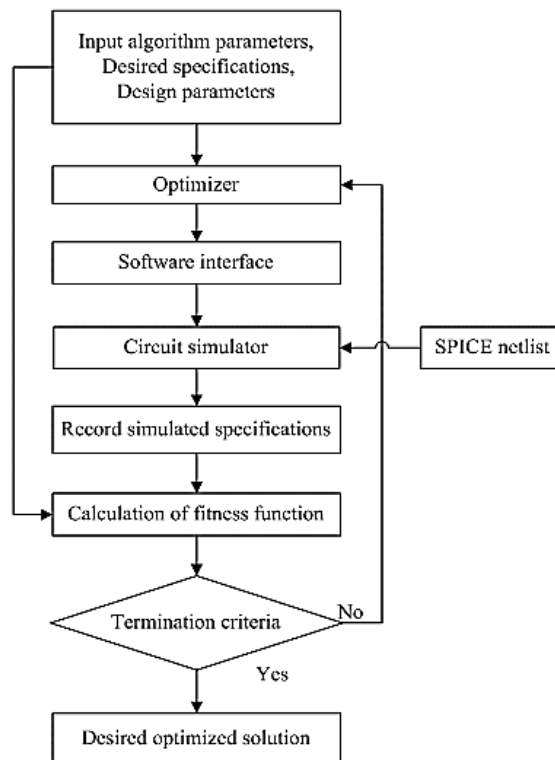 Input algorithm parameters,
Desired specifications,
Design parameters
Optimizer
Software interface
Circuit simulator
SPICE netlist
Record simulated specifications
Calculation of fitness function
Termination criteria
No
Yes
Desired optimized solution